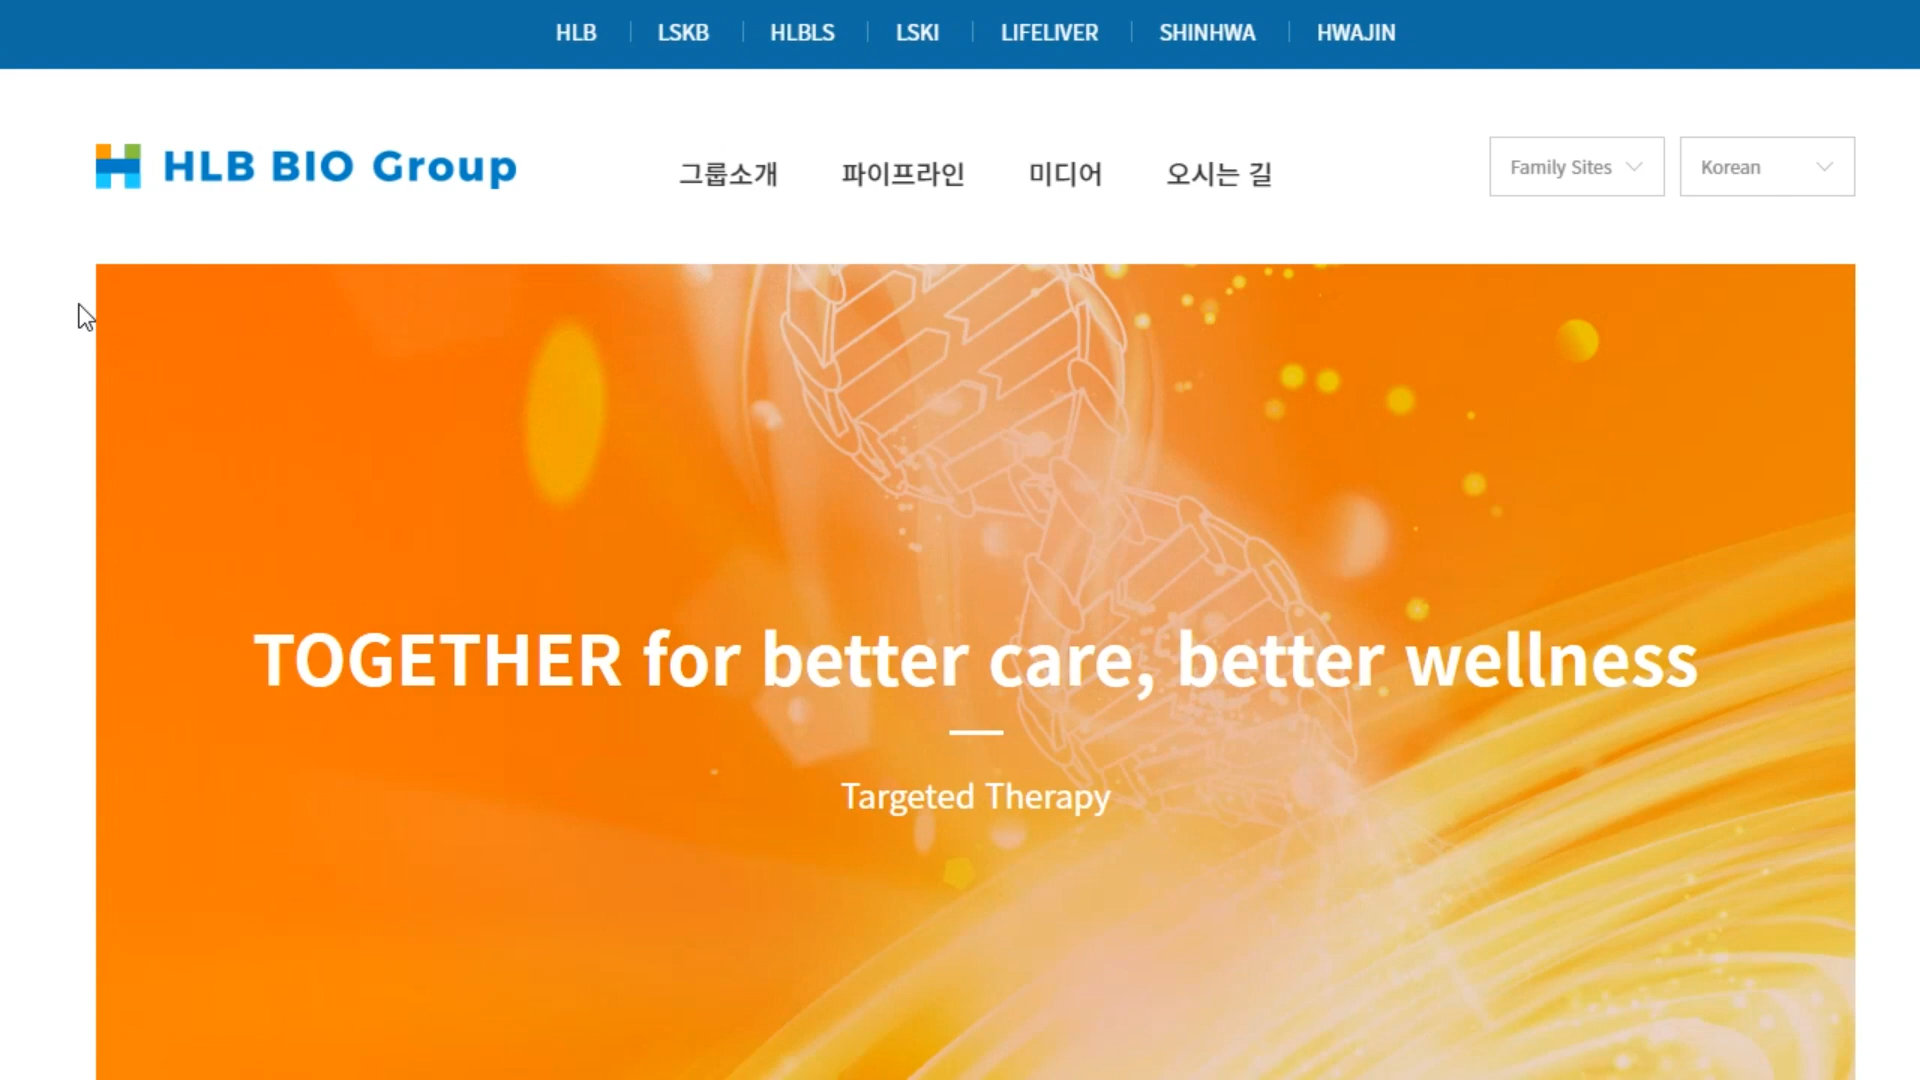 HLB LSKB HLBLS LSKI LIFELIVER SHINHWA HWAJIN
HLB BIO Group
그룹소개 파이프라인 미디어 오시는 길
Family Sites
Korean
TOGETHER for better care, better wellness
Targeted Therapy